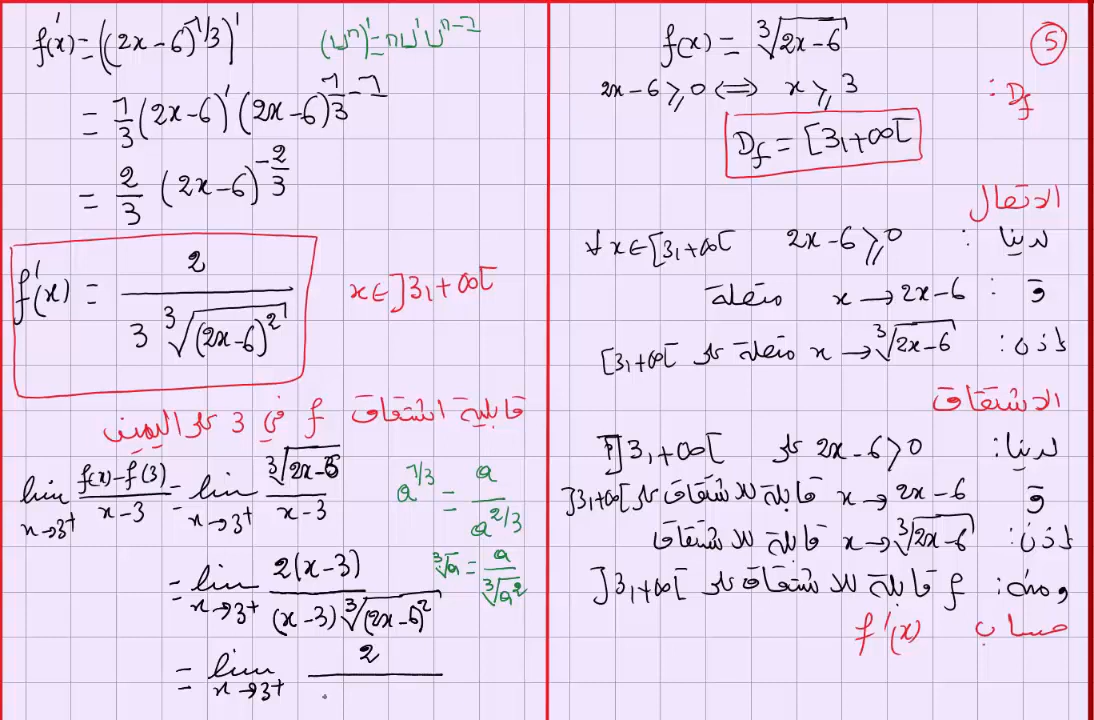 5
f(x) = ∛(2x-6)
Df :
2x-6 ⩾ 0 ⟺ x ⩾ 3
Df = [3,+∞[
الاتصال
لدينا : 2x-6 ⩾ 0 ∀x∈[3,+∞[
و : x → 2x-6 متصلة
إذن: x → ∛(2x-6) متصلة على [3,+∞[
الاشتقاق
لدينا: 2x-6 > 0 على ]3,+∞[
و x → 2x-6 قابلة للاشتقاق على ]3,+∞[
إذن: x → ∛(2x-6) قابلة للاشتقاق
ومنه: f قابلة للاشتقاق على ]3,+∞[
حساب f'(x)
f'(x) = ((2x-6)^1/3)' (uⁿ)' = nu'uⁿ⁻¹
= 1/3 (2x-6)' (2x-6)^(1/3 - 1)
= 2/3 (2x-6)^(-2/3)
f'(x) = 2 / (3 ∛((2x-6)²)) x∈]3,+∞[
قابلية اشتقاق f في 3 على اليمين
lim x→3⁺ (f(x)-f(3))/(x-3) = lim x→3⁺ ∛(2x-6)/(x-3) a^1/3 = a/a^2/3
= lim x→3⁺ 2(x-3)/((x-3) ∛((2x-6)²)) ∛a = a/∛a²
= lim x→3⁺ 2